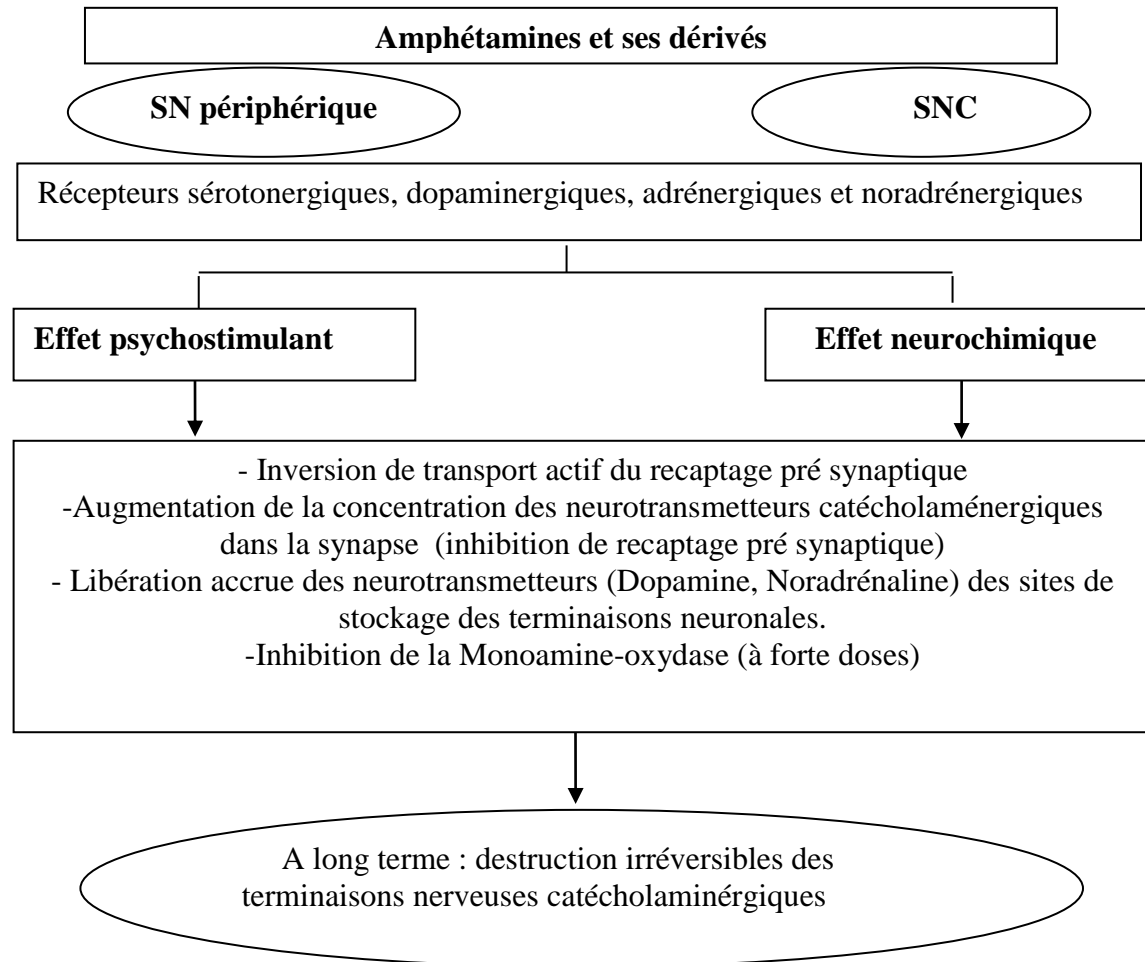 Amphétamines et ses dérivés
SN périphérique
SNC
Récepteurs sérotonergiques, dopaminergiques, adrénergiques et noradrénergiques
Effet psychostimulant
Effet neurochimique
- Inversion de transport actif du recaptage pré synaptique
-Augmentation de la concentration des neurotransmetteurs catécholaménergiques
dans la synapse (inhibition de recaptage pré synaptique)
- Libération accrue des neurotransmetteurs (Dopamine, Noradrénaline) des sites de
stockage des terminaisons neuronales.
-Inhibition de la Monoamine-oxydase (à forte doses)
A long terme : destruction irréversibles des
terminaisons nerveuses catécholaminérgiques